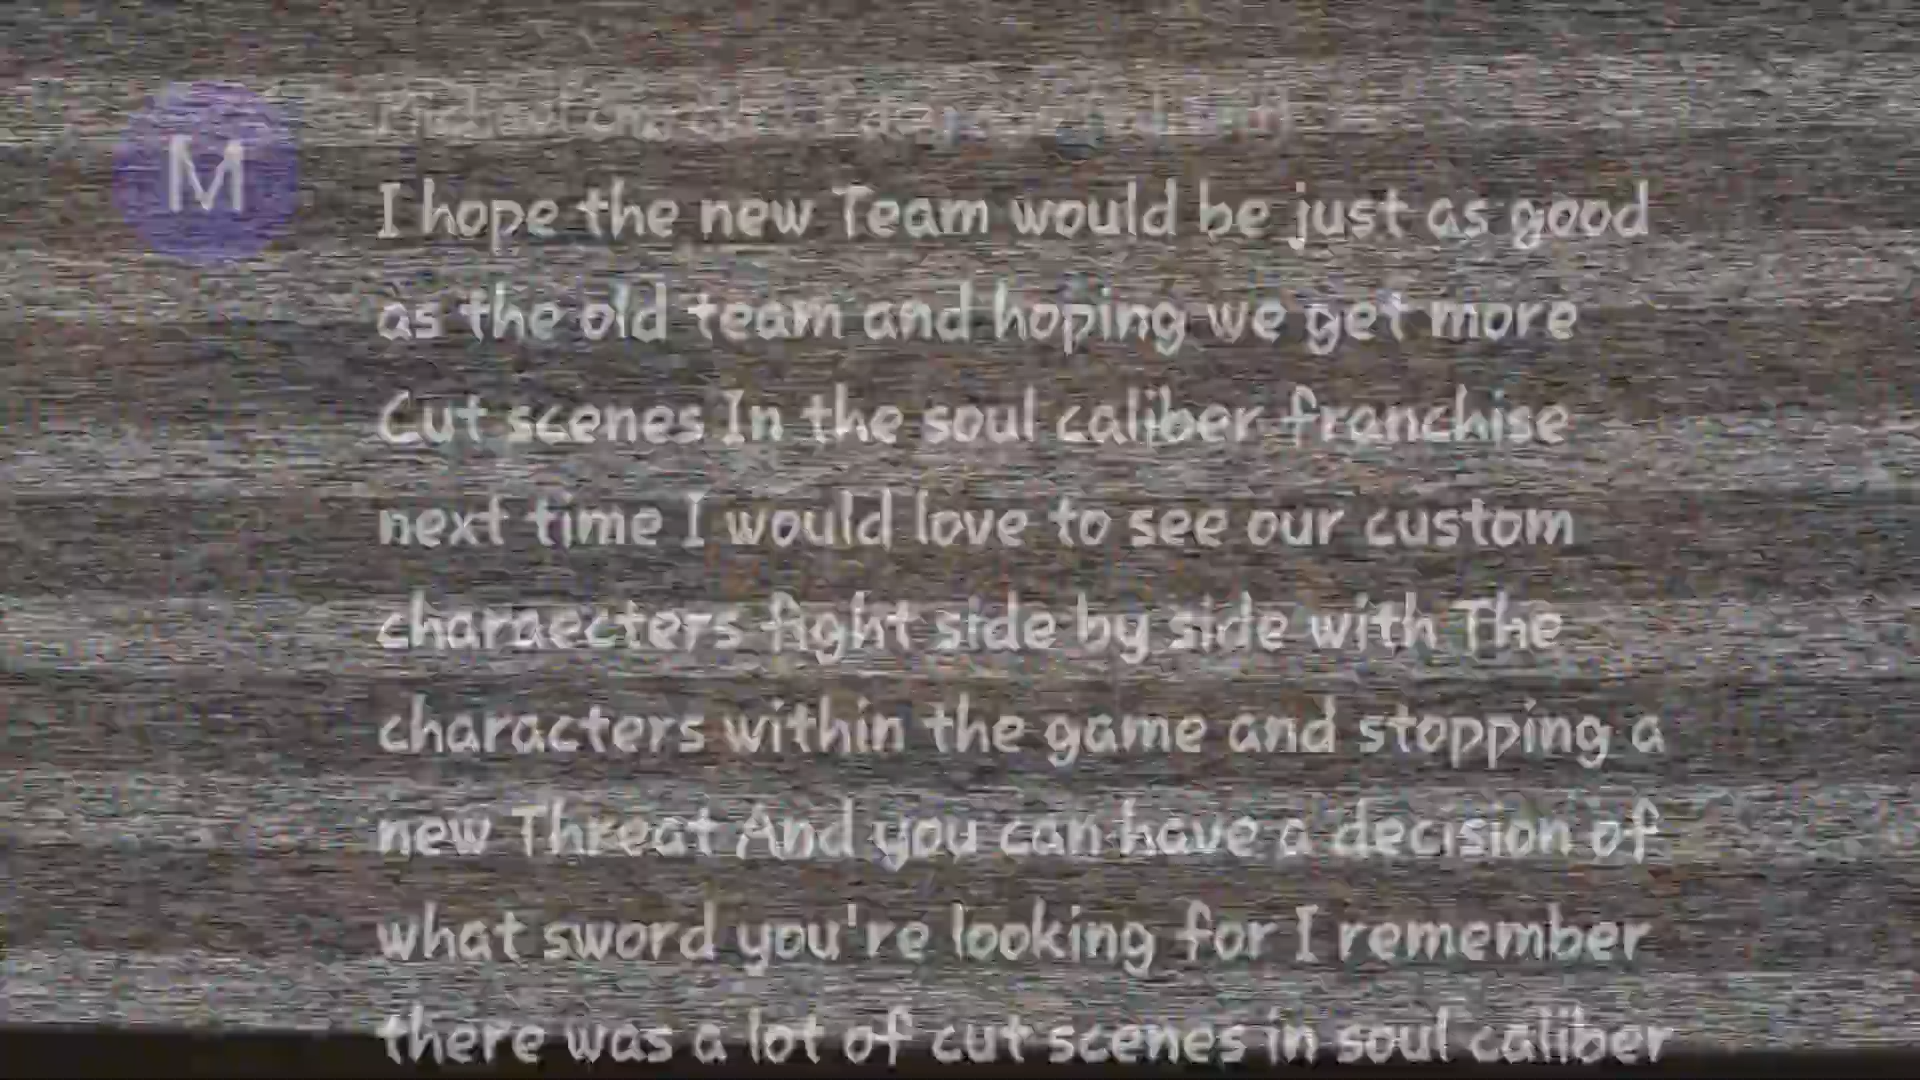 M
I hope the new Team would be just as good
as the old team and hoping we get more
Cut scenes In the soul caliber franchise
next time I would love to see our custom
charaecters fight side by side with The
characters within the game and stopping a
new Threat And you can have a decision of
what sword you're looking for I remember
there was a lot of cut scenes in soul caliber